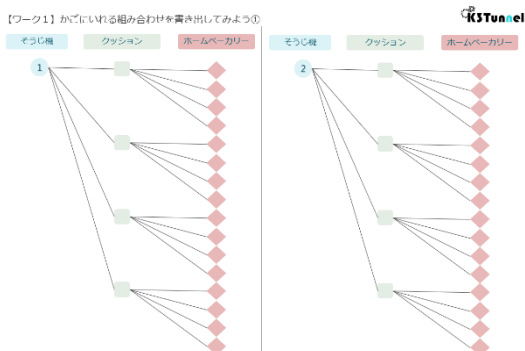 【ワーク1】かごにいれる組み合わせを書き出してみよう①
K3Tunnel
そうじ機 クッション ホームベーカリー
そうじ機 クッション ホームベーカリー
1
2